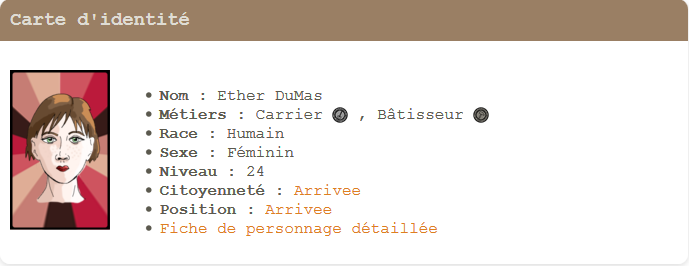 Carte d'identité
• Nom : Ether DuMas
• Métiers : Carrier , Bâtisseur
• Race : Humain
• Sexe : Féminin
• Niveau : 24
• Citoyenneté : Arrivee
• Position : Arrivee
• Fiche de personnage détaillée